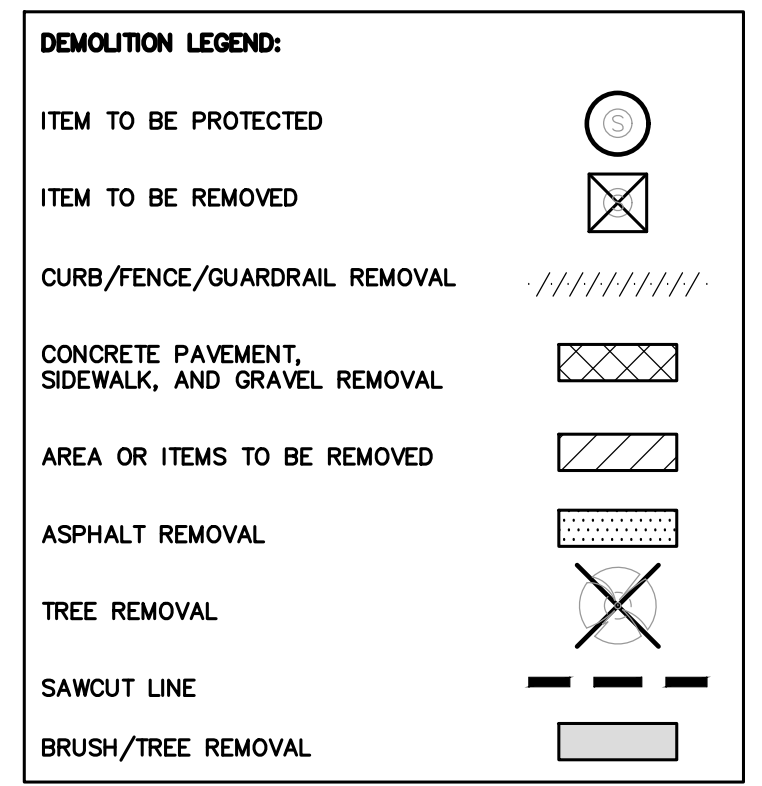 DEMOLITION LEGEND:
ITEM TO BE PROTECTED
S
ITEM TO BE REMOVED
S
CURB/FENCE/GUARDRAIL REMOVAL
CONCRETE PAVEMENT,
SIDEWALK, AND GRAVEL REMOVAL
AREA OR ITEMS TO BE REMOVED
ASPHALT REMOVAL
TREE REMOVAL
SAWCUT LINE
BRUSH/TREE REMOVAL